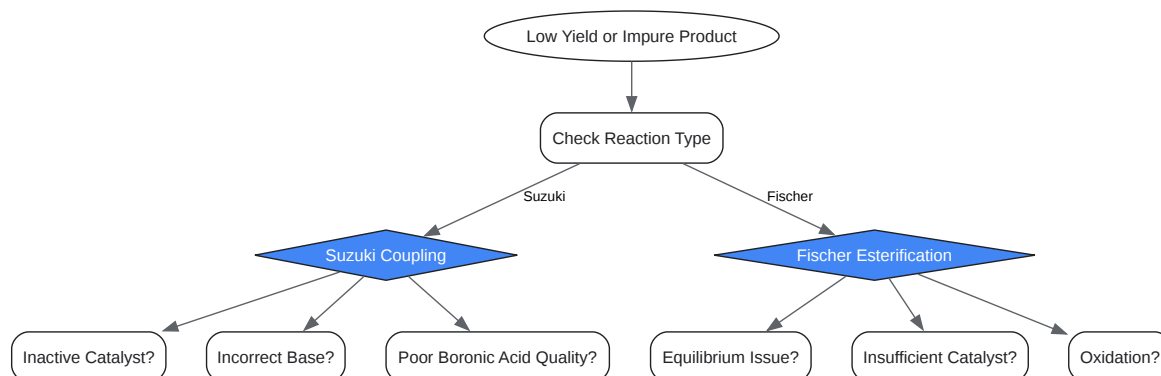 Low Yield or Impure Product
Check Reaction Type
Suzuki
Fischer
Suzuki Coupling
Fischer Esterification
Inactive Catalyst?
Incorrect Base?
Poor Boronic Acid Quality?
Equilibrium Issue?
Insufficient Catalyst?
Oxidation?